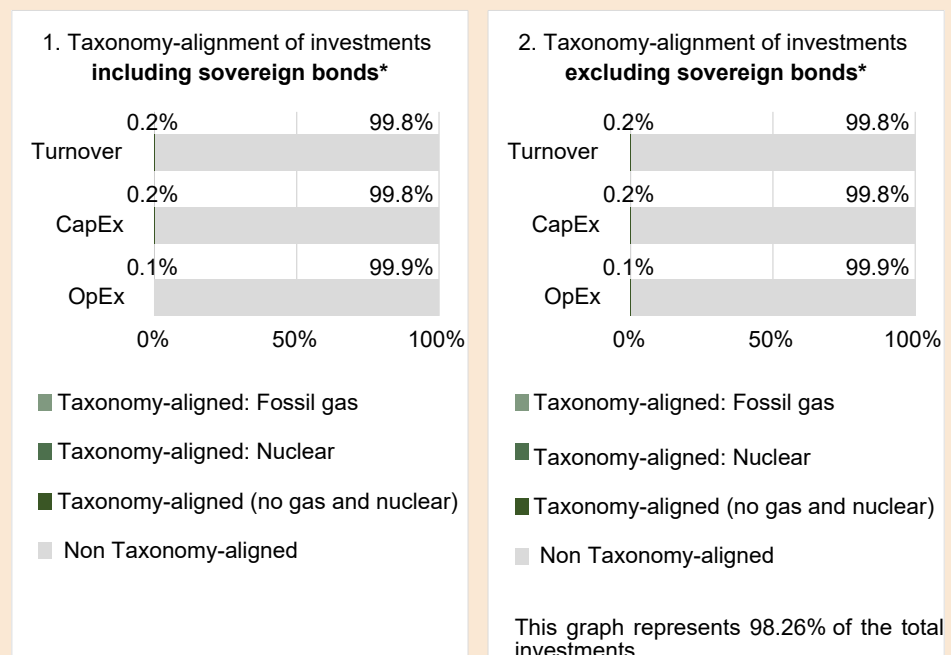 1. Taxonomy-alignment of investments
including sovereign bonds*
0.2% 99.8%
Turnover
0.2% 99.8%
CapEx
0.1% 99.9%
OpEx
0% 50% 100%
Taxonomy-aligned: Fossil gas
Taxonomy-aligned: Nuclear
Taxonomy-aligned (no gas and nuclear)
Non Taxonomy-aligned
2. Taxonomy-alignment of investments
excluding sovereign bonds*
0.2% 99.8%
Turnover
0.2% 99.8%
CapEx
0.1% 99.9%
OpEx
0% 50% 100%
Taxonomy-aligned: Fossil gas
Taxonomy-aligned: Nuclear
Taxonomy-aligned (no gas and nuclear)
Non Taxonomy-aligned
This graph represents 98.26% of the total
investments